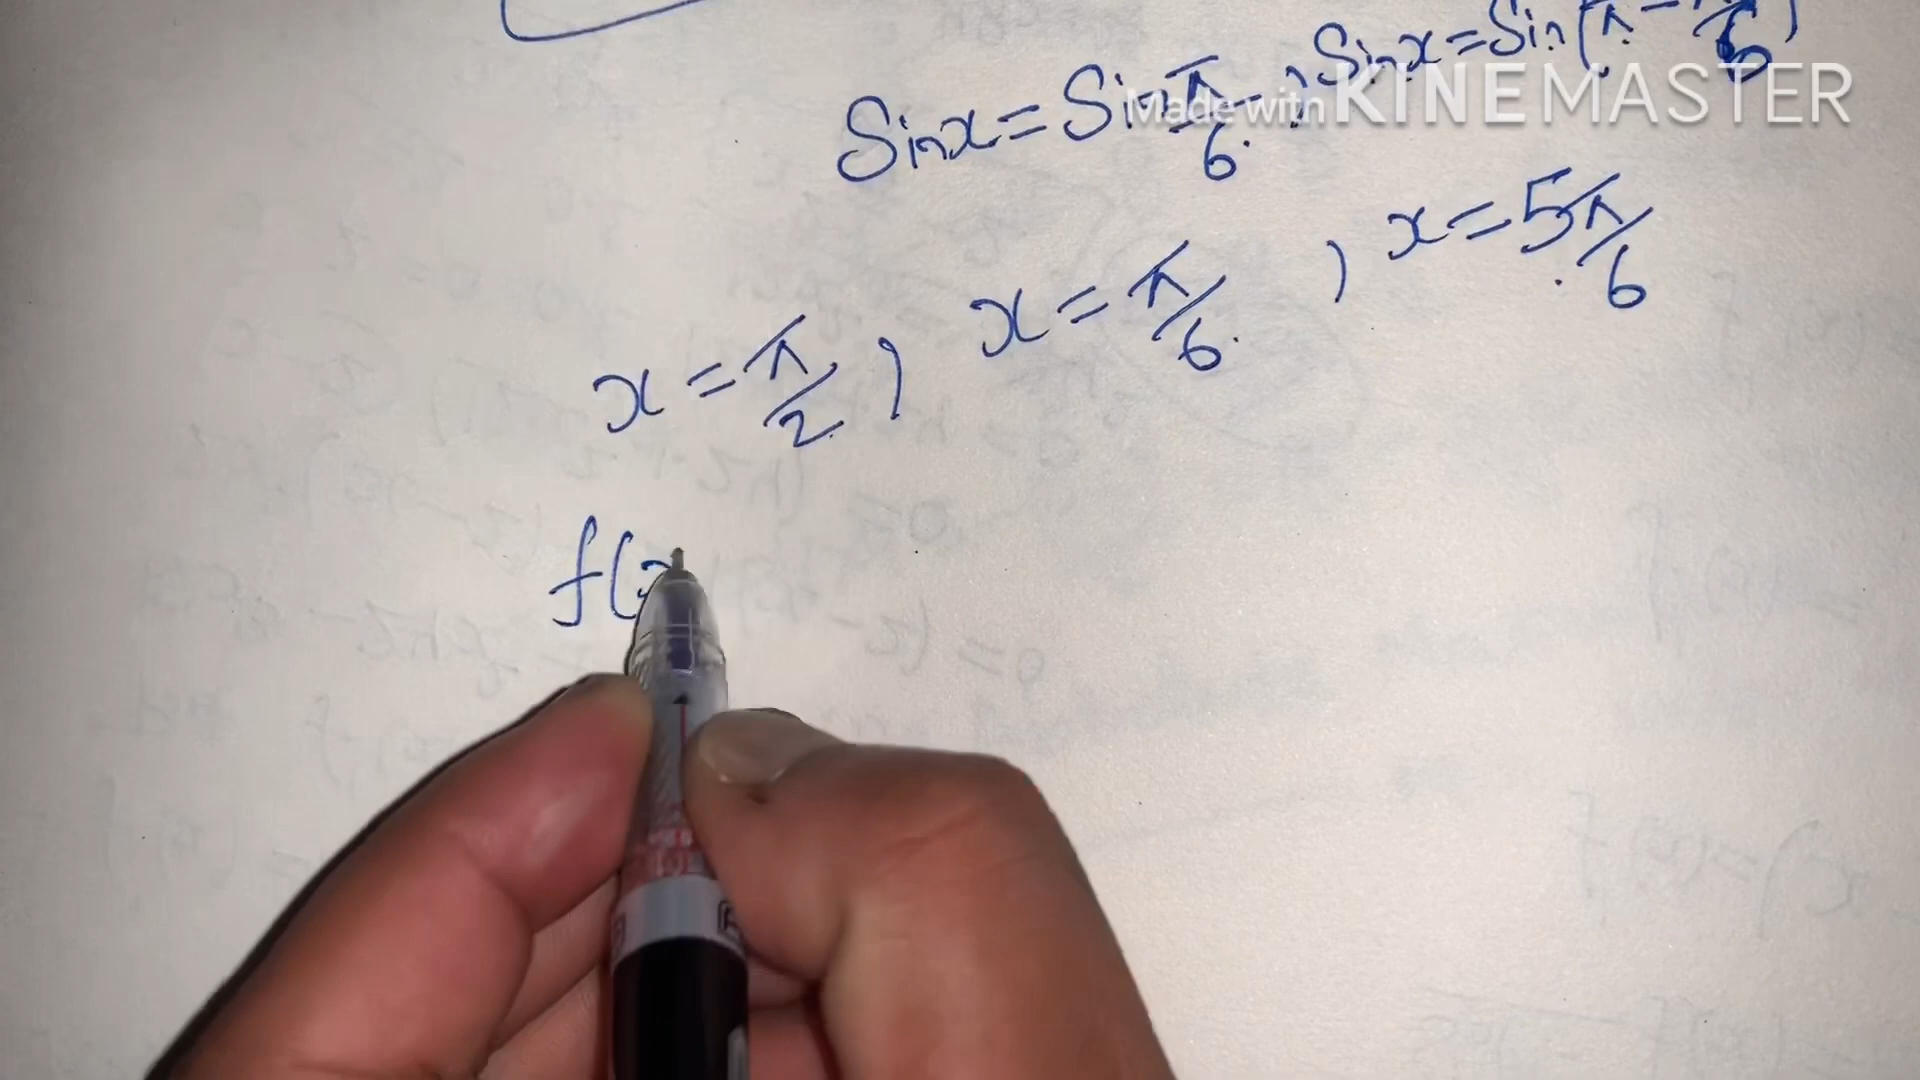 Sinx = Sin π/6 , Sinx = Sin(π - π/6)
Made with KINEMASTER
x = π/2 , x = π/6 , x = 5π/6
f(x